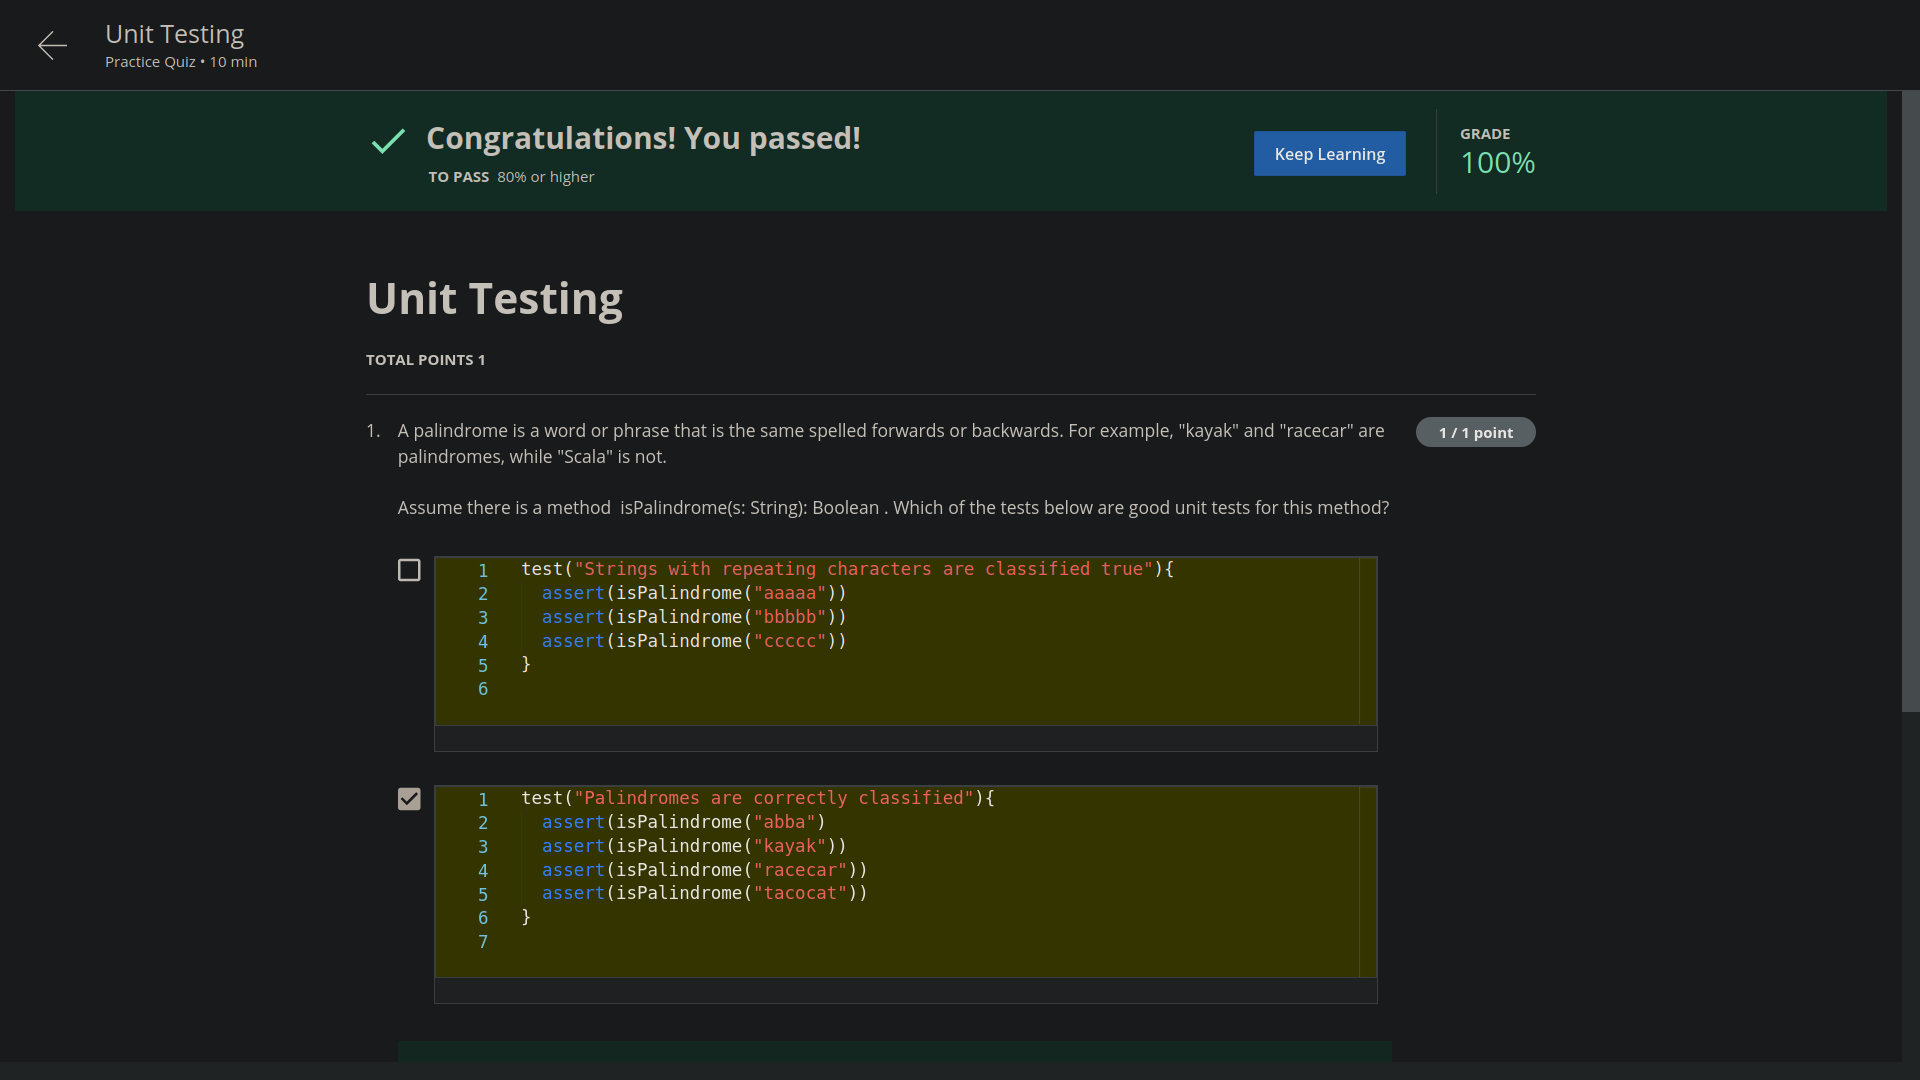 Unit Testing
Practice Quiz • 10 min
Congratulations! You passed!
TO PASS 80% or higher
Keep Learning
GRADE
100%
Unit Testing
TOTAL POINTS 1
1. A palindrome is a word or phrase that is the same spelled forwards or backwards. For example, "kayak" and "racecar" are
palindromes, while "Scala" is not.
1 / 1 point
Assume there is a method isPalindrome(s: String): Boolean . Which of the tests below are good unit tests for this method?
1 test("Strings with repeating characters are classified true"){
2 assert(isPalindrome("aaaaa"))
3 assert(isPalindrome("bbbbb"))
4 assert(isPalindrome("ccccc"))
5 }
6
1 test("Palindromes are correctly classified"){
2 assert(isPalindrome("abba")
3 assert(isPalindrome("kayak"))
4 assert(isPalindrome("racecar"))
5 assert(isPalindrome("tacocat"))
6 }
7